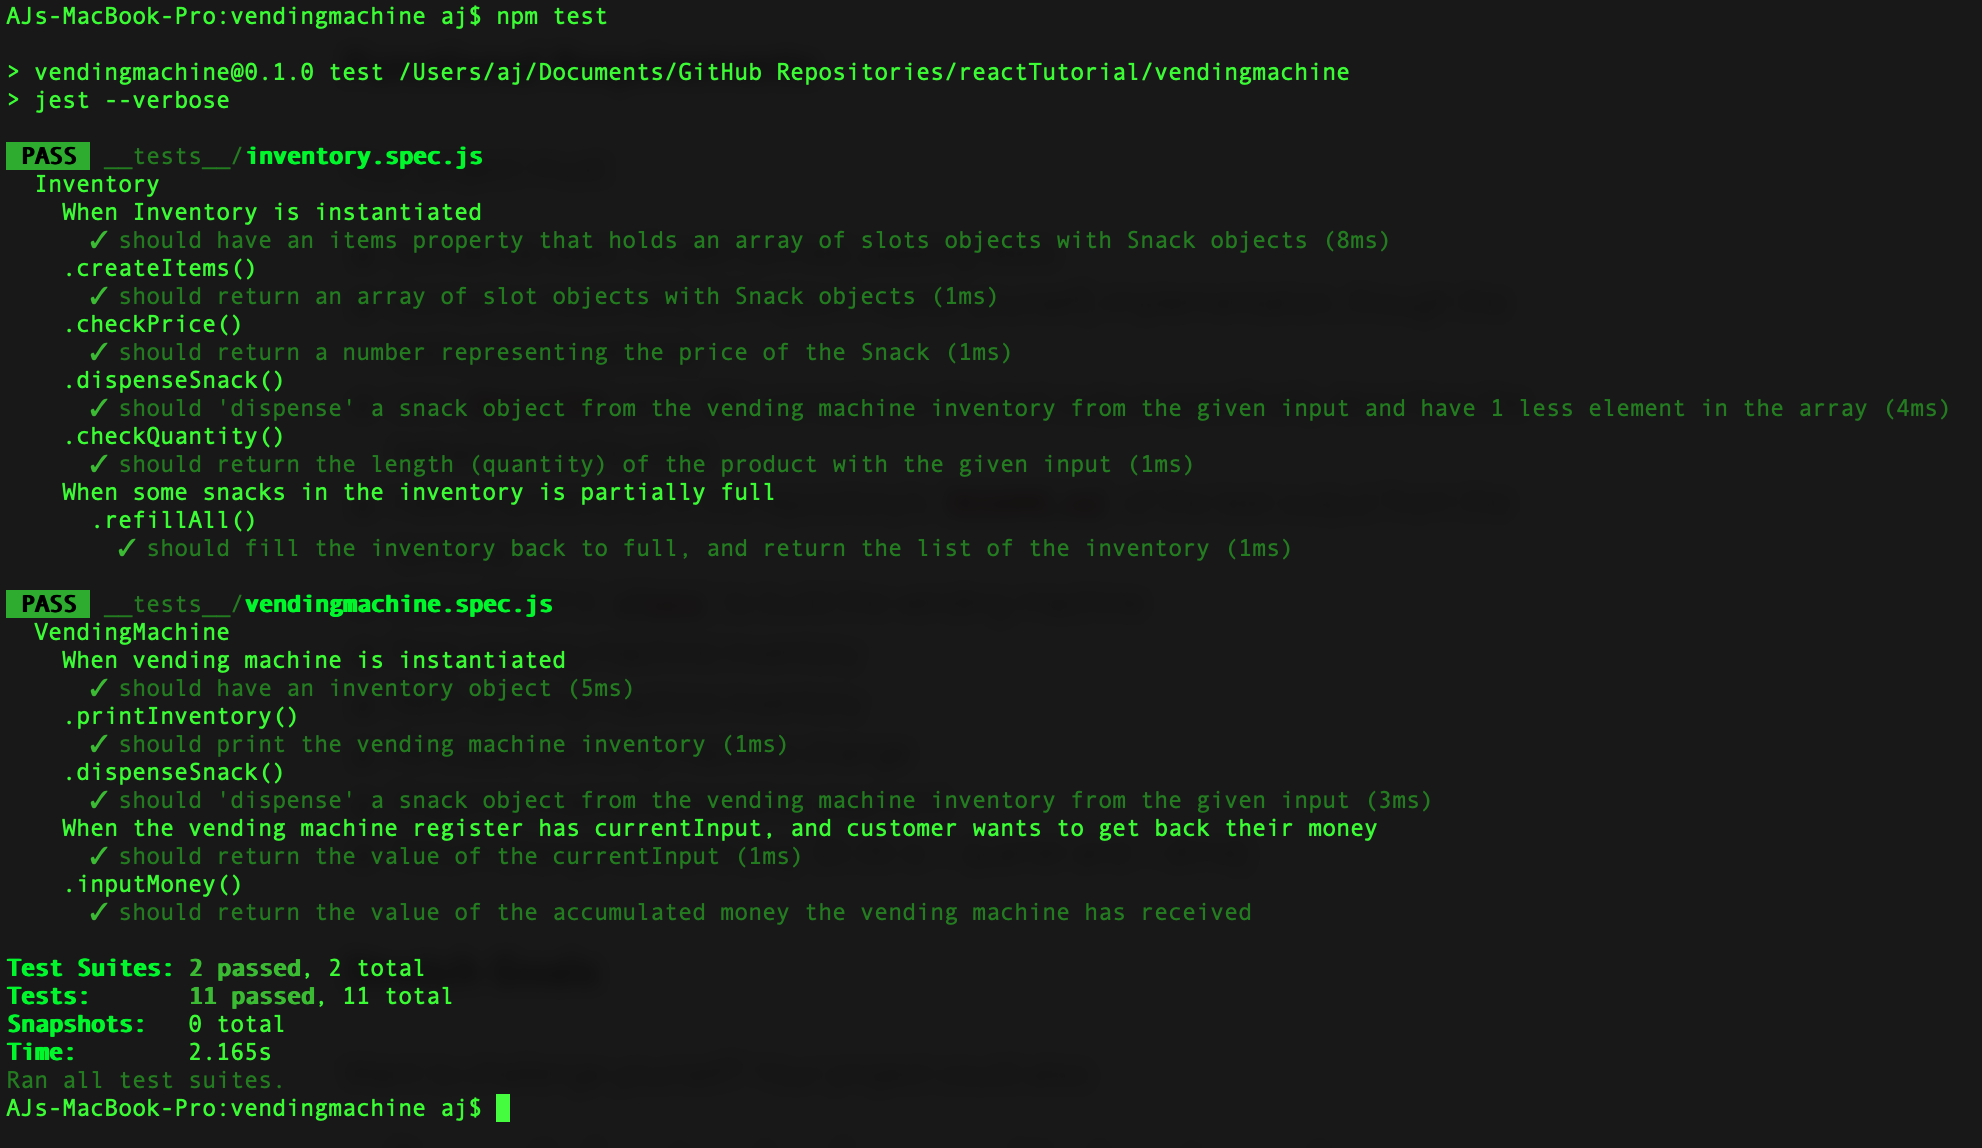 AJs-MacBook-Pro:vendingmachine aj$ npm test
> vendingmachine@0.1.0 test /Users/aj/Documents/GitHub Repositories/reactTutorial/vendingmachine
> jest --verbose
PASS __tests__/inventory.spec.js
Inventory
When Inventory is instantiated
✓ should have an items property that holds an array of slots objects with Snack objects (8ms)
.createItems()
✓ should return an array of slot objects with Snack objects (1ms)
.checkPrice()
✓ should return a number representing the price of the Snack (1ms)
.dispenseSnack()
✓ should 'dispense' a snack object from the vending machine inventory from the given input and have 1 less element in the array (4ms)
.checkQuantity()
✓ should return the length (quantity) of the product with the given input (1ms)
When some snacks in the inventory is partially full
.refillAll()
✓ should fill the inventory back to full, and return the list of the inventory (1ms)
PASS __tests__/vendingmachine.spec.js
VendingMachine
When vending machine is instantiated
✓ should have an inventory object (5ms)
.printInventory()
✓ should print the vending machine inventory (1ms)
.dispenseSnack()
✓ should 'dispense' a snack object from the vending machine inventory from the given input (3ms)
When the vending machine register has currentInput, and customer wants to get back their money
✓ should return the value of the currentInput (1ms)
.inputMoney()
✓ should return the value of the accumulated money the vending machine has received
Test Suites: 2 passed, 2 total
Tests: 11 passed, 11 total
Snapshots: 0 total
Time: 2.165s
Ran all test suites.
AJs-MacBook-Pro:vendingmachine aj$